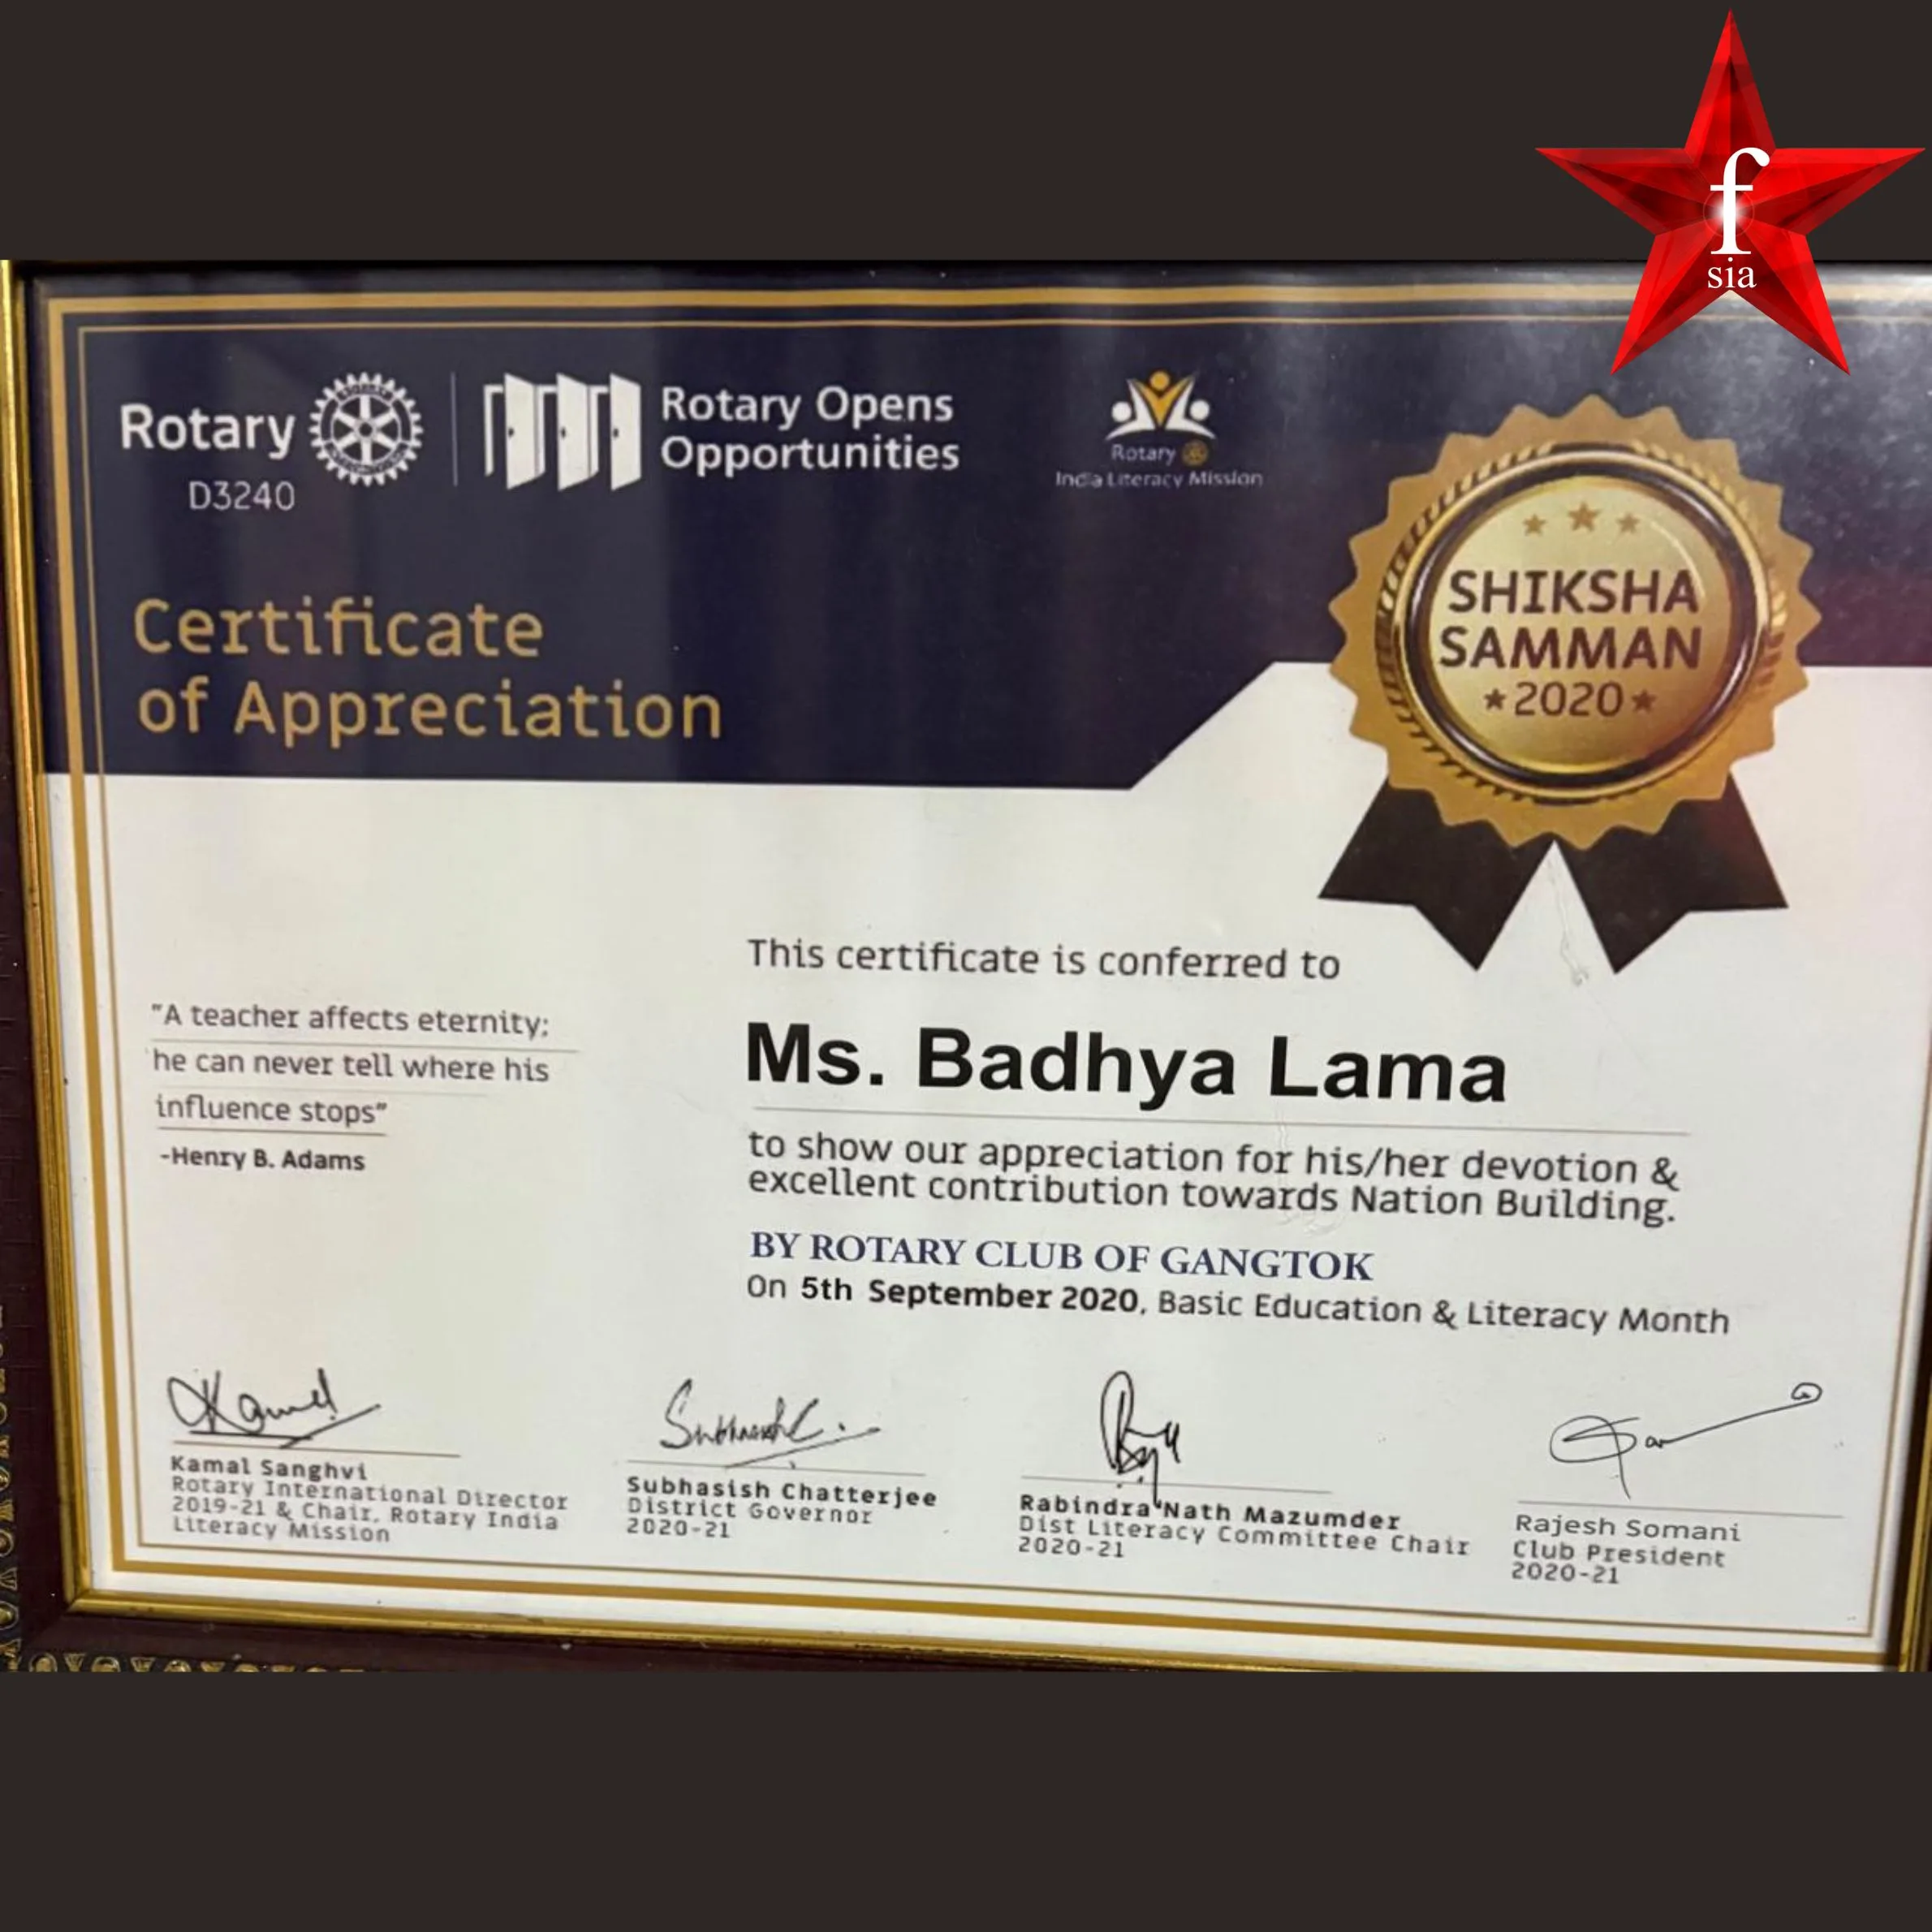 f
sia
Rotary
D3240
Rotary Opens
Opportunities
Rotary
India Literacy Mission
Certificate
of Appreciation
SHIKSHA
SAMMAN
2020
This certificate is conferred to
Ms. Badhya Lama
to show our appreciation for his/her devotion &
excellent contribution towards Nation Building.
BY ROTARY CLUB OF GANGTOK
On 5th September 2020, Basic Education & Literacy Month
"A teacher affects eternity;
he can never tell where his
influence stops"
-Henry B. Adams
Kamal Sanghvi
Rotary International Director
2019-21 & Chair, Rotary India
Literacy Mission
Subhasish Chatterjee
District Governor
2020-21
Rabindra Nath Mazumder
Dist Literacy Committee Chair
2020-21
Rajesh Somani
Club President
2020-21